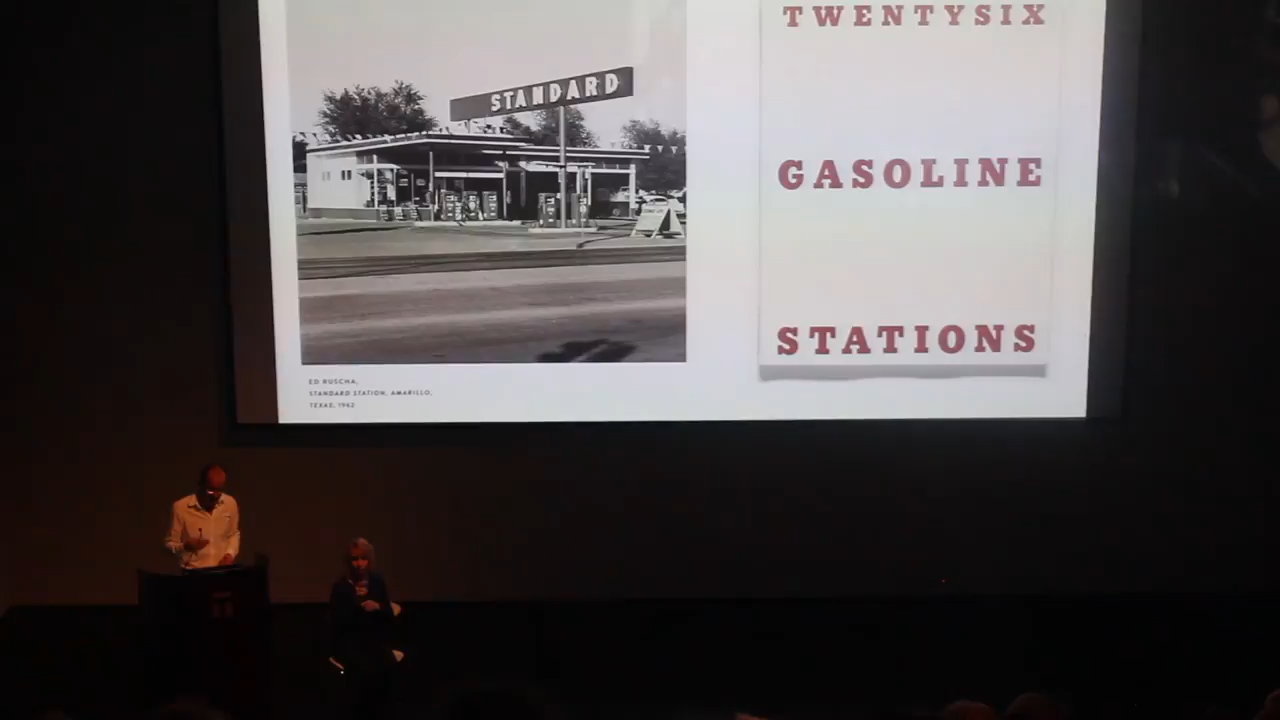 STANDARD
ED RUSCHA,
STANDARD STATION, AMARILLO,
TEXAS, 1962
TWENTYSIX
GASOLINE
STATIONS